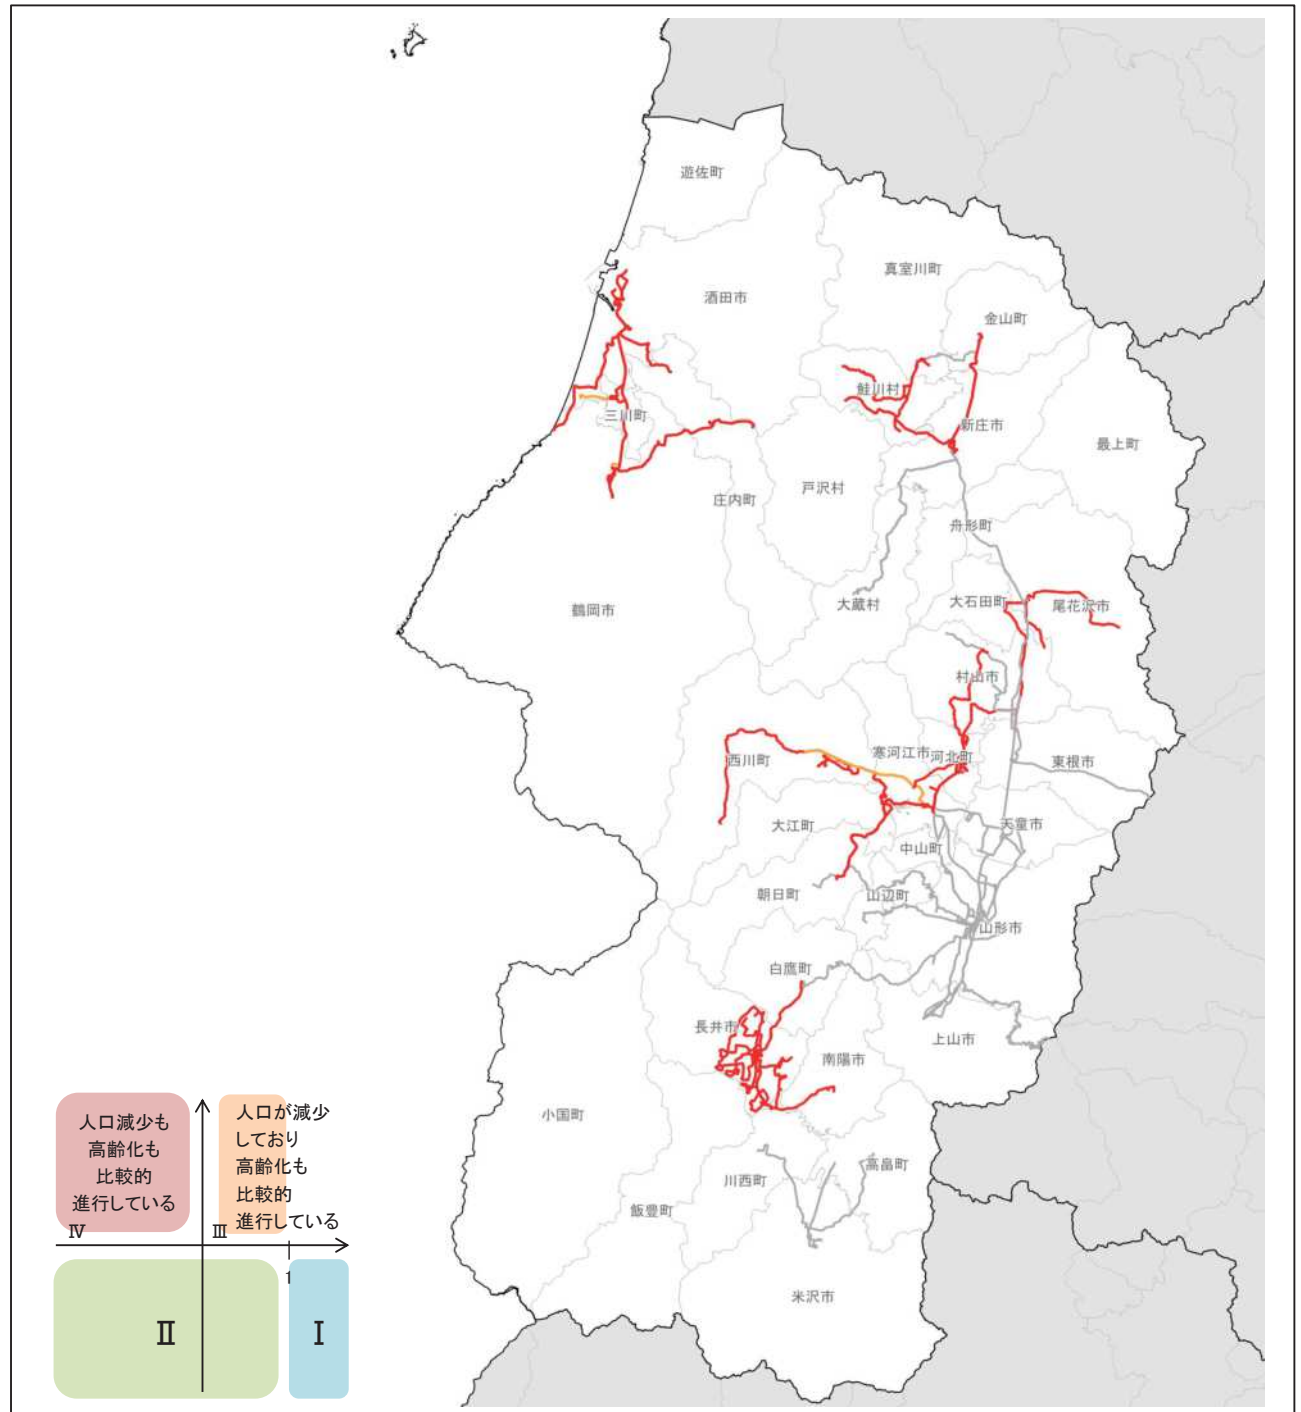 遊佐町
真室川町
酒田市
金山町
鮭川村
三川町
新庄市
最上町
戸沢村
庄内町
舟形町
大蔵村
大石田町
尾花沢市
鶴岡市
村山市
寒河江市
河北町
西川町
東根市
大江町
天童市
中山町
朝日町
山辺町
山形市
白鷹町
長井市
上山市
南陽市
小国町
高畠町
川西町
飯豊町
米沢市
人口減少も
高齢化も
比較的
進行している
Ⅳ
人口が減少
しており
高齢化も
比較的
進行している
Ⅲ
1
Ⅱ
Ⅰ